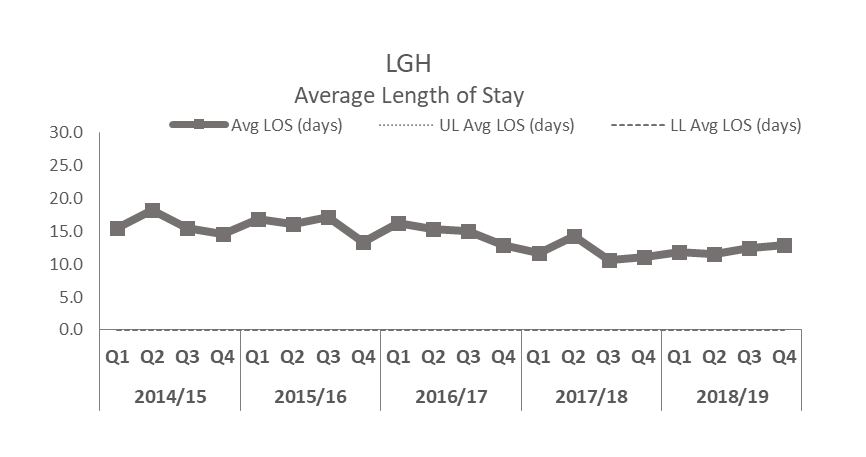 LGH
Average Length of Stay
Avg LOS (days) UL Avg LOS (days) LL Avg LOS (days)
30.0
25.0
20.0
15.0
10.0
5.0
0.0
Q1 Q2 Q3 Q4 Q1 Q2 Q3 Q4 Q1 Q2 Q3 Q4 Q1 Q2 Q3 Q4 Q1 Q2 Q3 Q4
2014/15 2015/16 2016/17 2017/18 2018/19